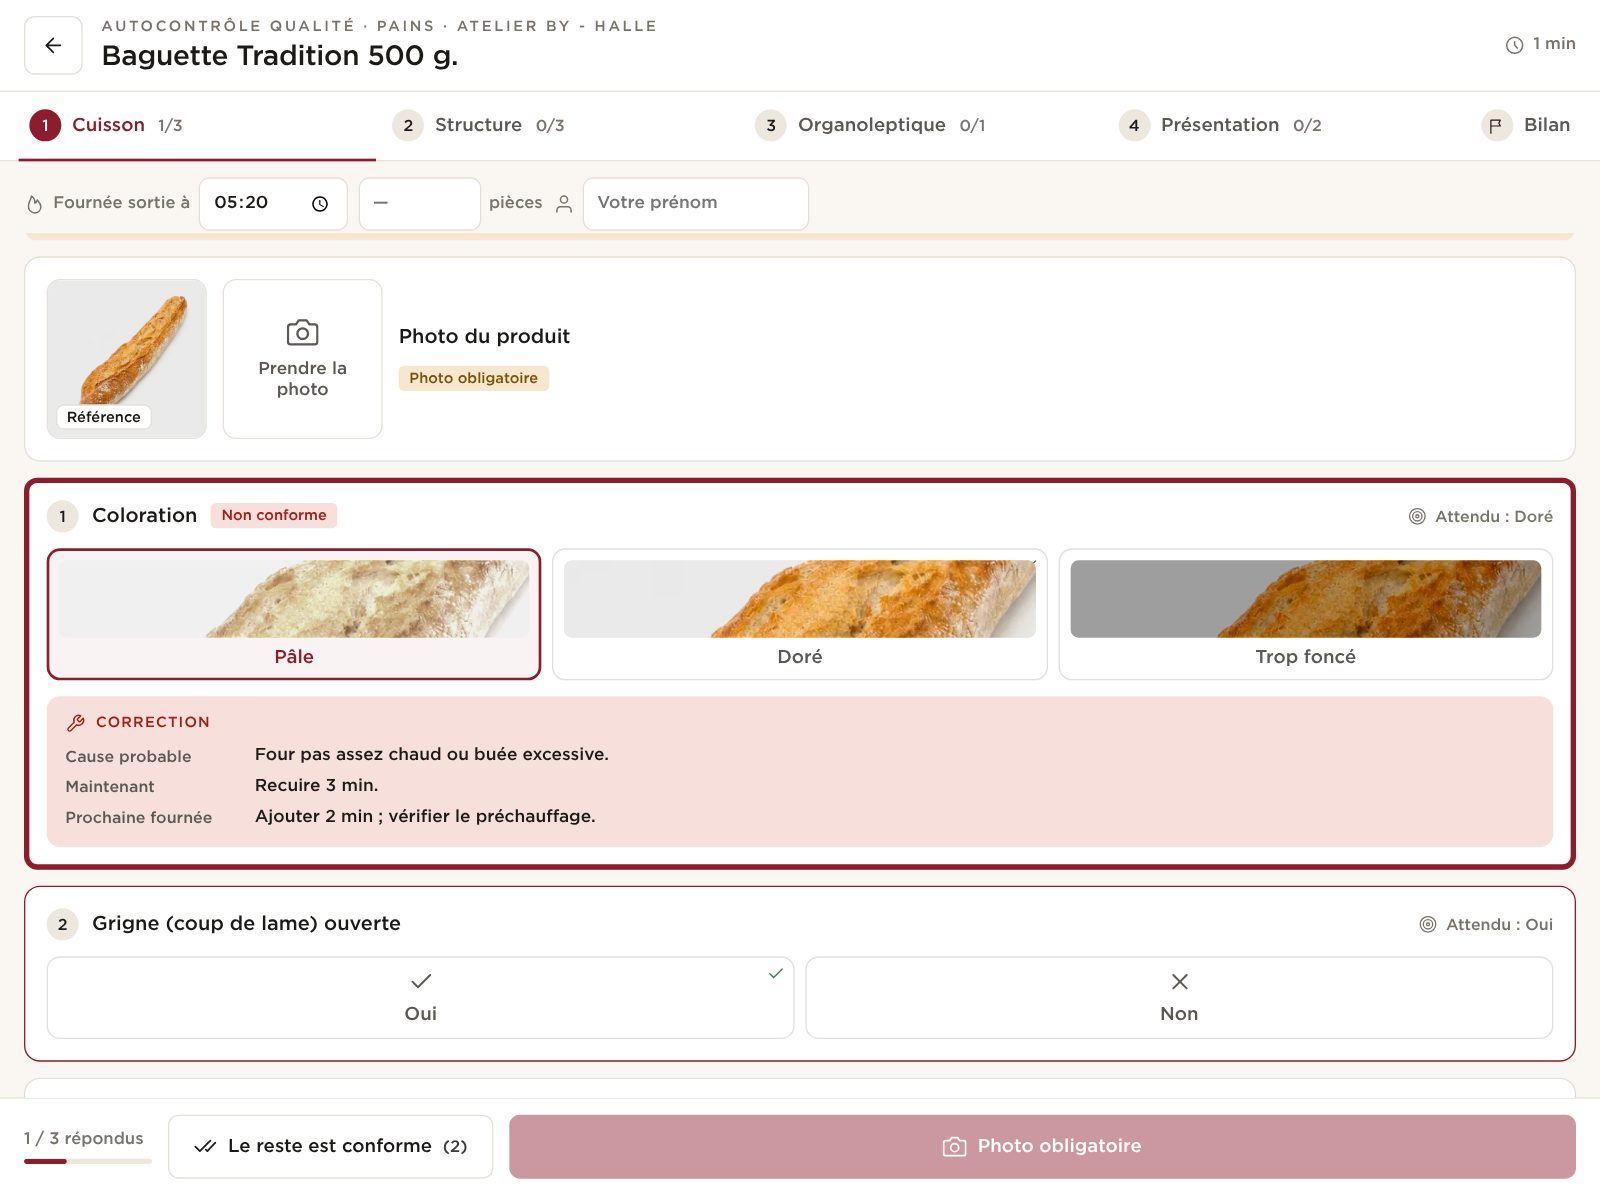 AUTOCONTRÔLE QUALITÉ · PAINS · ATELIER BY - HALLE
Baguette Tradition 500 g.
1 min
1 Cuisson 1/3
2 Structure 0/3
3 Organoleptique 0/1
4 Présentation 0/2
Bilan
Fournée sortie à 05:20 — pièces Votre prénom
Référence
Prendre la
photo
Photo du produit
Photo obligatoire
1 Coloration Non conforme
Attendu : Doré
Pâle
Doré
Trop foncé
CORRECTION
Cause probable Four pas assez chaud ou buée excessive.
Maintenant Recuire 3 min.
Prochaine fournée Ajouter 2 min ; vérifier le préchauffage.
2 Grigne (coup de lame) ouverte
Attendu : Oui
Oui
Non
1 / 3 répondus
Le reste est conforme (2)
Photo obligatoire